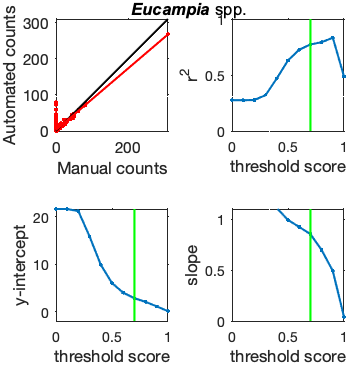 Eucampia spp.
Automated counts
300
200
100
0
0
200
Manual counts
r²
1
0.5
0
0
0.5
1
threshold score
y-intercept
20
10
0
0
0.5
1
threshold score
slope
1
0.5
0
0
0.5
1
threshold score